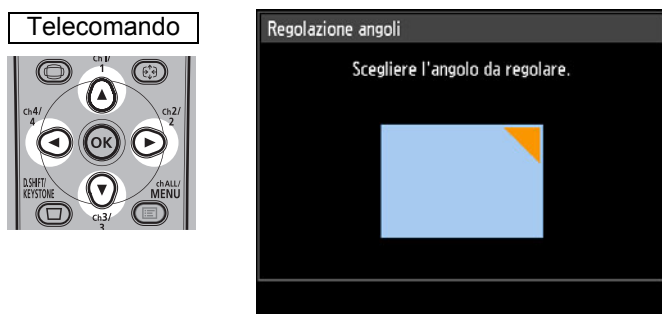 Telecomando
Ch1/
1
Ch4/
4
OK
Ch2/
2
D.SHIFT/
KEYSTONE
chALL/
MENU
Ch3/
3
Regolazione angoli
Scegliere l'angolo da regolare.